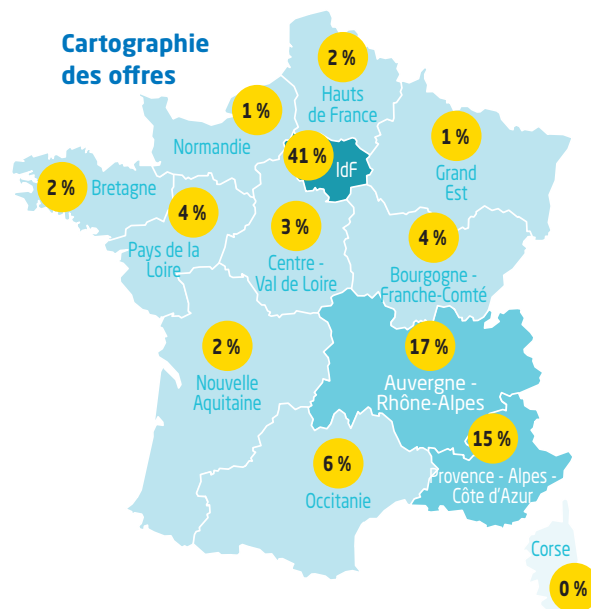 Cartographie
des offres
2 %
Hauts
de France
1 %
Normandie
41 %
IdF
1 %
Grand
Est
2 %
Bretagne
4 %
Pays de la
Loire
3 %
Centre -
Val de Loire
4 %
Bourgogne -
Franche-Comté
2 %
Nouvelle
Aquitaine
17 %
Auvergne -
Rhône-Alpes
15 %
Provence - Alpes -
Côte d'Azur
6 %
Occitanie
Corse
0 %